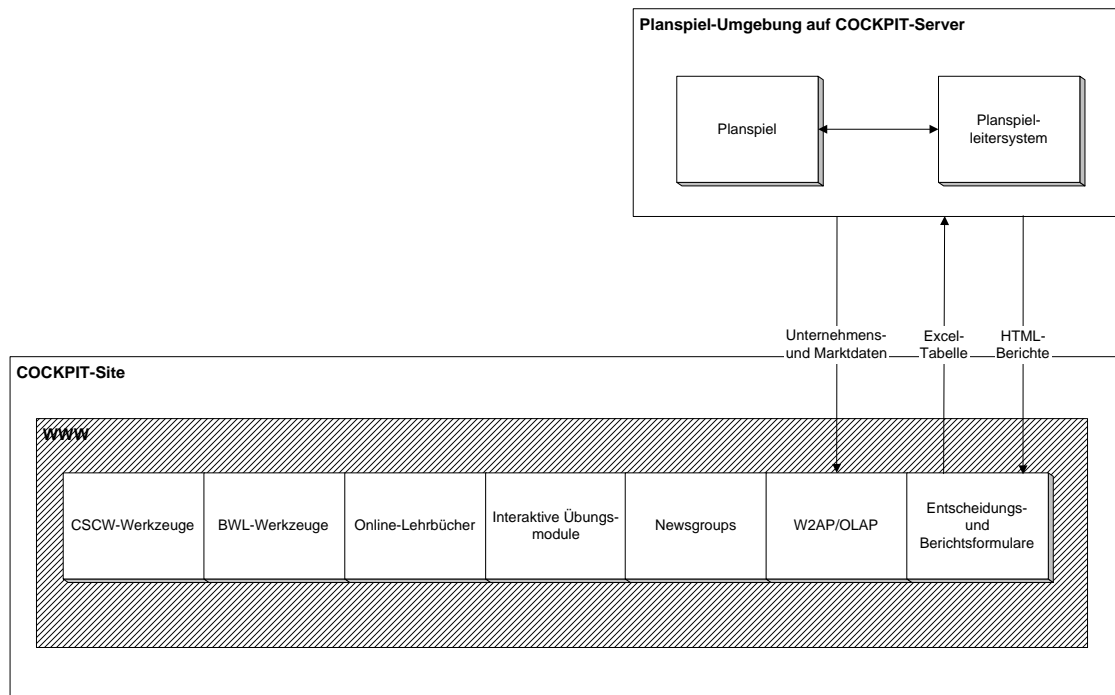 Planspiel-Umgebung auf COCKPIT-Server
Planspiel
Planspiel-
leitersystem
Unternehmens-
und Marktdaten
Excel-
Tabelle
HTML-
Berichte
COCKPIT-Site
WWW
CSCW-Werkzeuge
BWL-Werkzeuge
Online-Lehrbücher
Interaktive Übungs-
module
Newsgroups
W2AP/OLAP
Entscheidungs-
und
Berichtsformulare